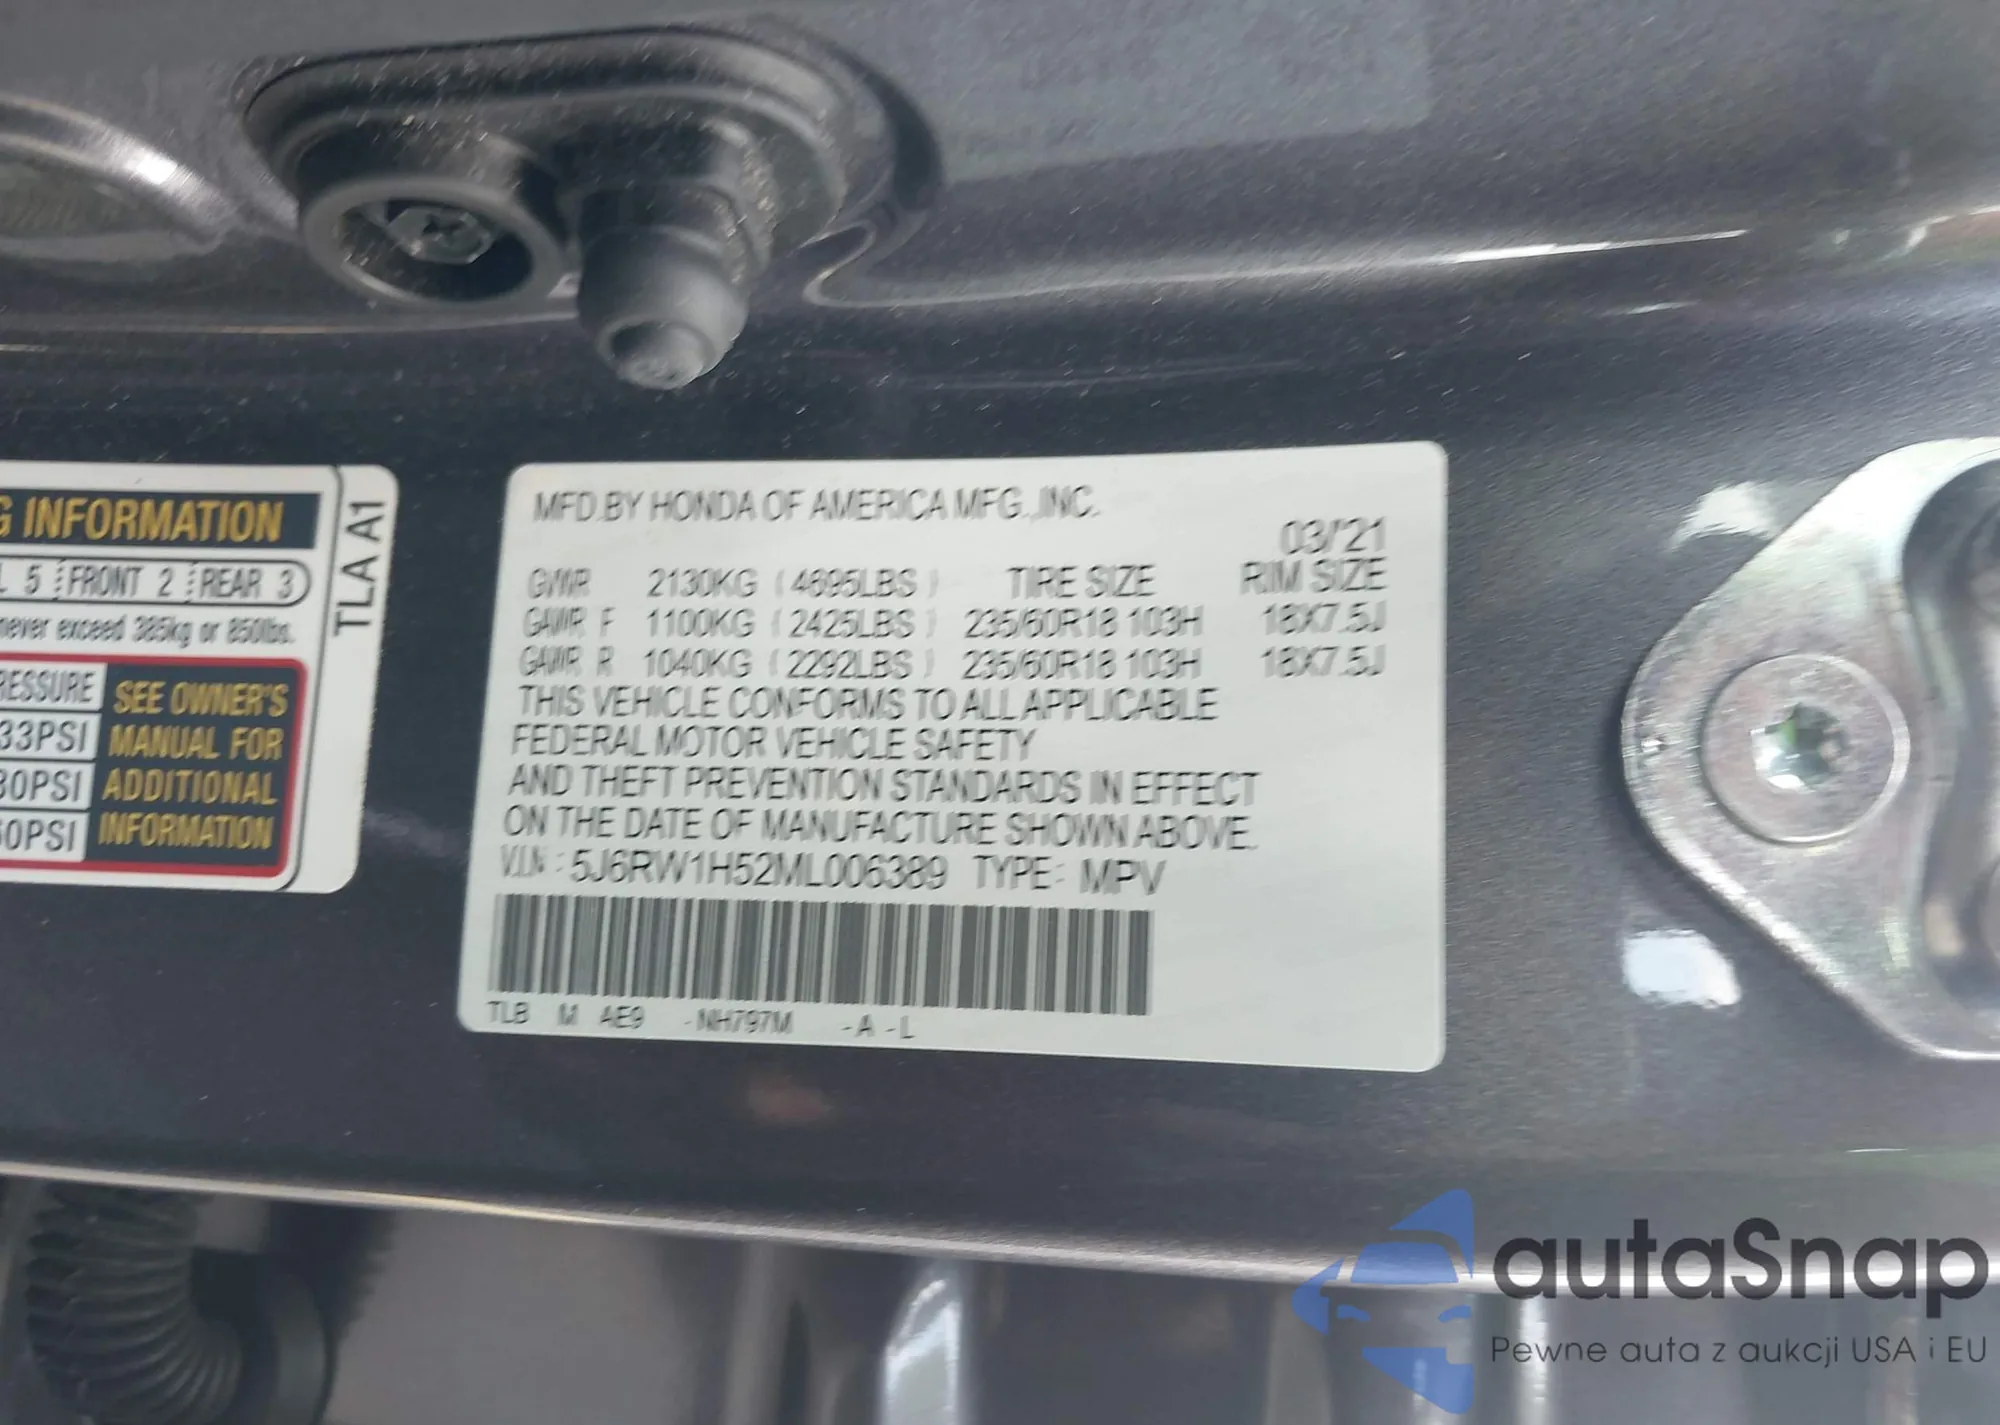 G INFORMATION
L 5 FRONT 2 REAR 3
never exceed 385kg or 850lbs.
RESSURE
33PSI
30PSI
60PSI
SEE OWNER'S
MANUAL FOR
ADDITIONAL
INFORMATION
TLA A1
MFD.BY HONDA OF AMERICA MFG.,INC.
03/'21
GVWR 2130KG ( 4695LBS ) TIRE SIZE RIM SIZE
GAWR F 1100KG ( 2425LBS ) 235/60R18 103H 18X7.5J
GAWR R 1040KG ( 2292LBS ) 235/60R18 103H 18X7.5J
THIS VEHICLE CONFORMS TO ALL APPLICABLE
FEDERAL MOTOR VEHICLE SAFETY
AND THEFT PREVENTION STANDARDS IN EFFECT
ON THE DATE OF MANUFACTURE SHOWN ABOVE.
V.I.N : 5J6RW1H52ML006389 TYPE: MPV
TLB M AE9 -NH797M -A -L
autaSnap
Pewne auta z aukcji USA i EU